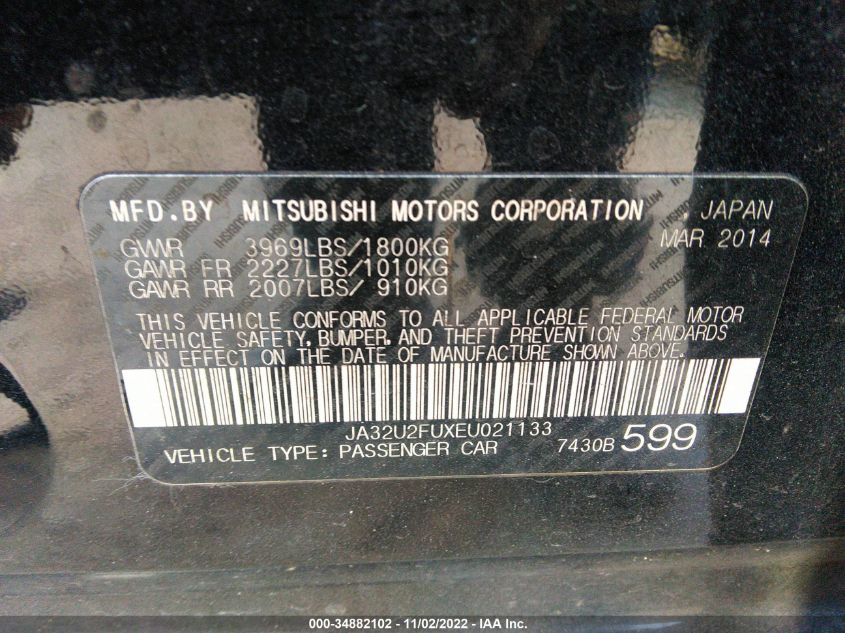 MFD.BY MITSUBISHI MOTORS CORPORATION , JAPAN
MAR 2014
GVWR 3969LBS/1800KG
GAWR FR 2227LBS/1010KG
GAWR RR 2007LBS/ 910KG
THIS VEHICLE CONFORMS TO ALL APPLICABLE FEDERAL MOTOR
VEHICLE SAFETY, BUMPER, AND THEFT PREVENTION STANDARDS
IN EFFECT ON THE DATE OF MANUFACTURE SHOWN ABOVE.
JA32U2FUXEU021133
VEHICLE TYPE: PASSENGER CAR 7430B 599
000-34882102 - 11/02/2022 - IAA Inc.